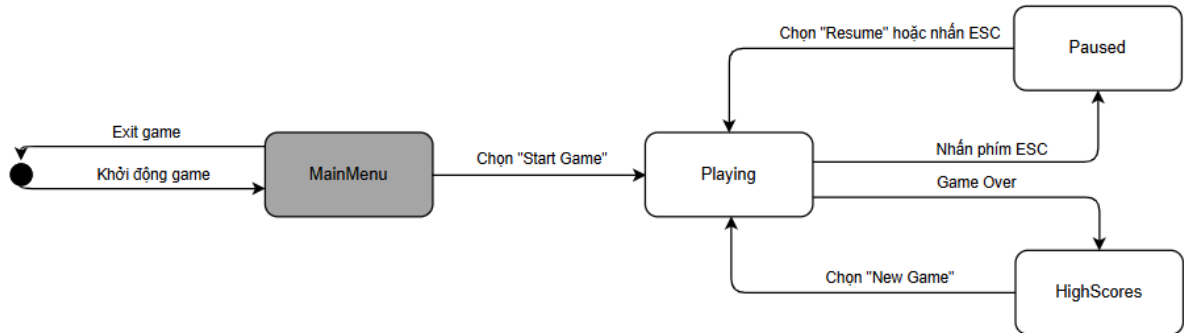 Chọn "Resume" hoặc nhấn ESC
Paused
Exit game
Khởi động game
MainMenu
Chọn "Start Game"
Playing
Nhấn phím ESC
Game Over
Chọn "New Game"
HighScores